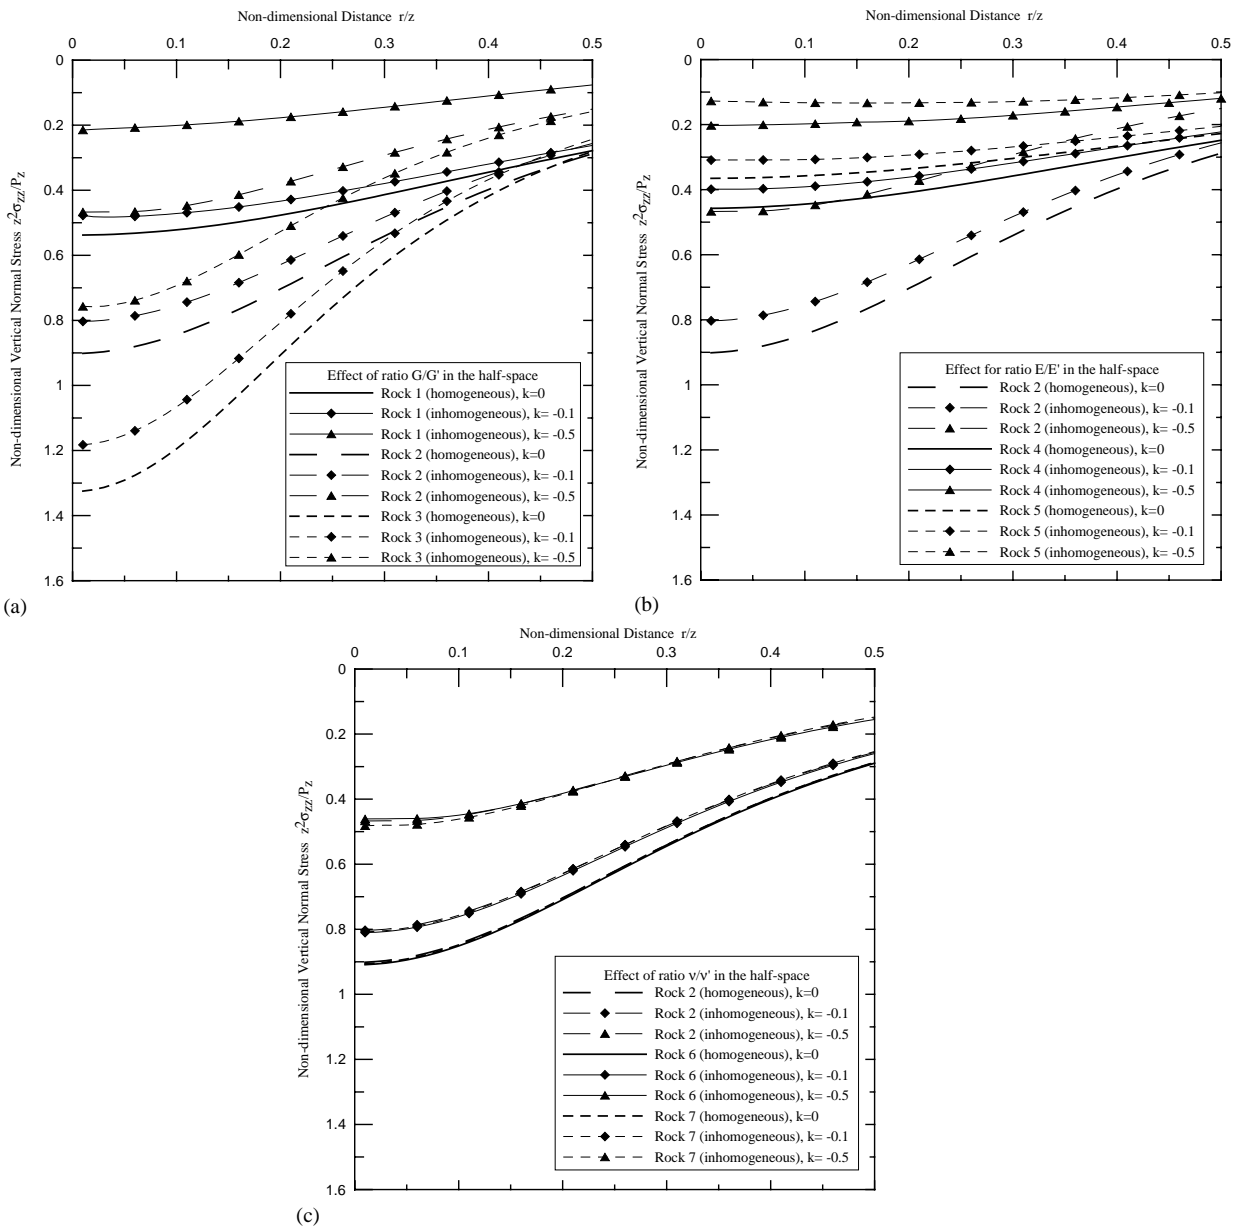 Non-dimensional Distance r/z
0 0.1 0.2 0.3 0.4 0.5
0
0.2
0.4
0.6
0.8
1
1.2
1.4
1.6
Non-dimensional Vertical Normal Stress z²σzz/Pz
Effect of ratio G/G' in the half-space
Rock 1 (homogeneous), k=0
Rock 1 (inhomogeneous), k= -0.1
Rock 1 (inhomogeneous), k= -0.5
Rock 2 (homogeneous), k=0
Rock 2 (inhomogeneous), k= -0.1
Rock 2 (inhomogeneous), k= -0.5
Rock 3 (homogeneous), k=0
Rock 3 (inhomogeneous), k= -0.1
Rock 3 (inhomogeneous), k= -0.5
(a)
Non-dimensional Distance r/z
0 0.1 0.2 0.3 0.4 0.5
0
0.2
0.4
0.6
0.8
1
1.2
1.4
1.6
Non-dimensional Vertical Normal Stress z²σzz/Pz
Effect for ratio E/E' in the half-space
Rock 2 (homogeneous), k=0
Rock 2 (inhomogeneous), k= -0.1
Rock 2 (inhomogeneous), k= -0.5
Rock 4 (homogeneous), k=0
Rock 4 (inhomogeneous), k= -0.1
Rock 4 (inhomogeneous), k= -0.5
Rock 5 (homogeneous), k=0
Rock 5 (inhomogeneous), k= -0.1
Rock 5 (inhomogeneous), k= -0.5
(b)
Non-dimensional Distance r/z
0 0.1 0.2 0.3 0.4 0.5
0
0.2
0.4
0.6
0.8
1
1.2
1.4
1.6
Non-dimensional Vertical Normal Stress z²σzz/Pz
Effect of ratio ν/ν' in the half-space
Rock 2 (homogeneous), k=0
Rock 2 (inhomogeneous), k= -0.1
Rock 2 (inhomogeneous), k= -0.5
Rock 6 (homogeneous), k=0
Rock 6 (inhomogeneous), k= -0.1
Rock 6 (inhomogeneous), k= -0.5
Rock 7 (homogeneous), k=0
Rock 7 (inhomogeneous), k= -0.1
Rock 7 (inhomogeneous), k= -0.5
(c)